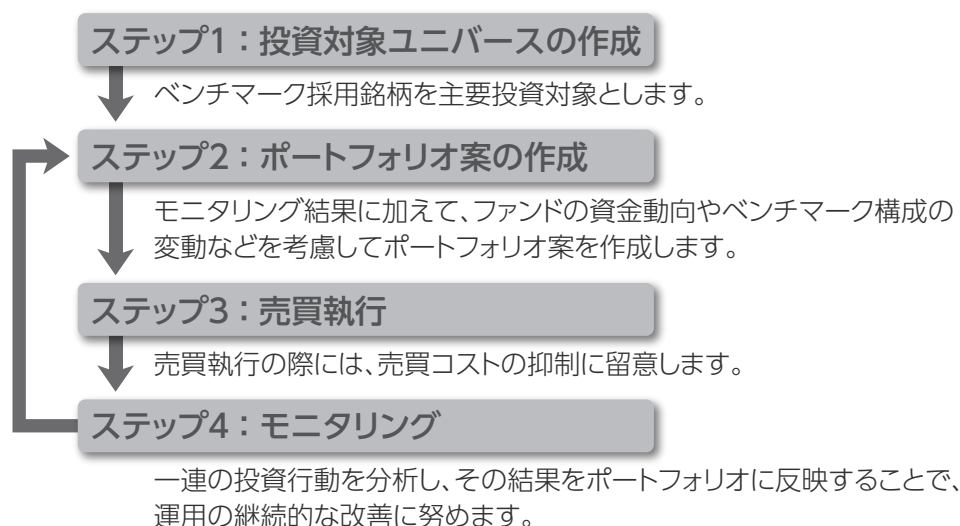 ステップ1：投資対象ユニバースの作成
ベンチマーク採用銘柄を主要投資対象とします。
ステップ2：ポートフォリオ案の作成
モニタリング結果に加えて、ファンドの資金動向やベンチマーク構成の
変動などを考慮してポートフォリオ案を作成します。
ステップ3：売買執行
売買執行の際には、売買コストの抑制に留意します。
ステップ4：モニタリング
一連の投資行動を分析し、その結果をポートフォリオに反映することで、
運用の継続的な改善に努めます。